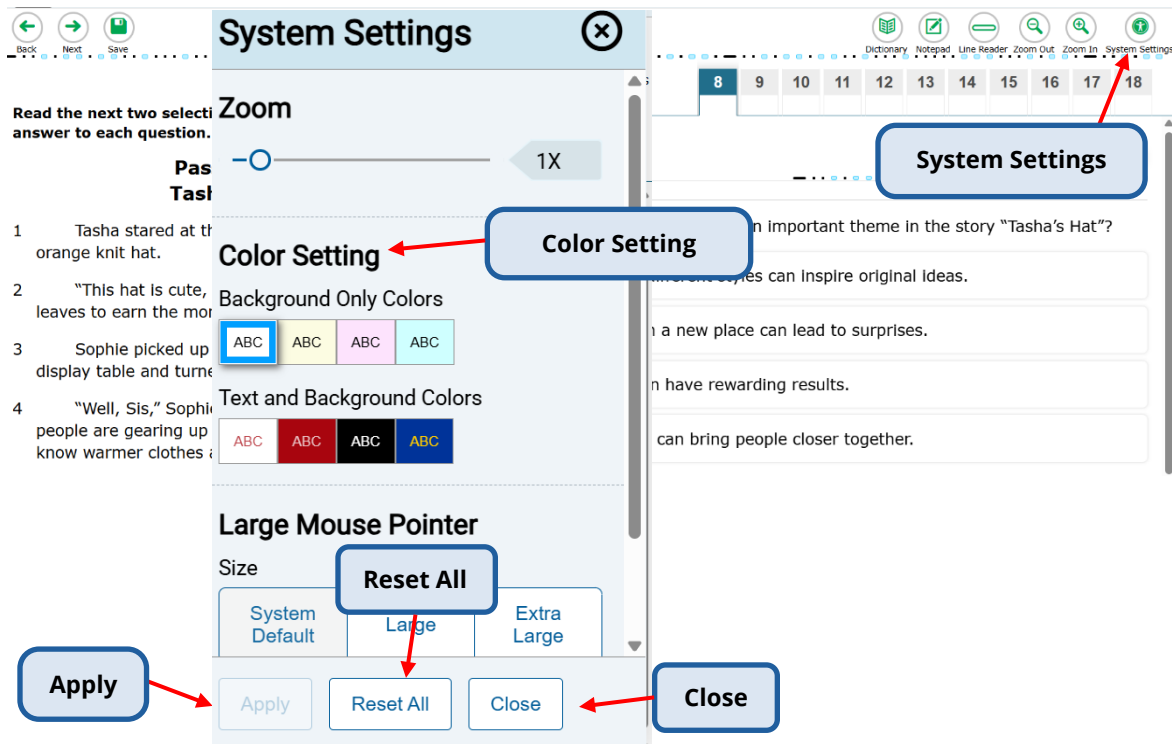 Back Next Save
Dictionary Notepad Line Reader Zoom Out Zoom In System Settings
8 9 10 11 12 13 14 15 16 17 18
Read the next two selecti
answer to each question.
Pas
Tash
1 Tasha stared at th
orange knit hat.
2 "This hat is cute,
leaves to earn the mon
3 Sophie picked up
display table and turne
4 "Well, Sis," Sophi
people are gearing up
know warmer clothes a
System Settings
Zoom
1X
Color Setting
Background Only Colors
ABC ABC ABC ABC
Text and Background Colors
ABC ABC ABC ABC
Large Mouse Pointer
Size
System Default
Large
Extra Large
Apply
Reset All
Close
System Settings
Color Setting
Reset All
Apply
Close
n important theme in the story “Tasha’s Hat”?
styles can inspire original ideas.
a new place can lead to surprises.
n have rewarding results.
can bring people closer together.